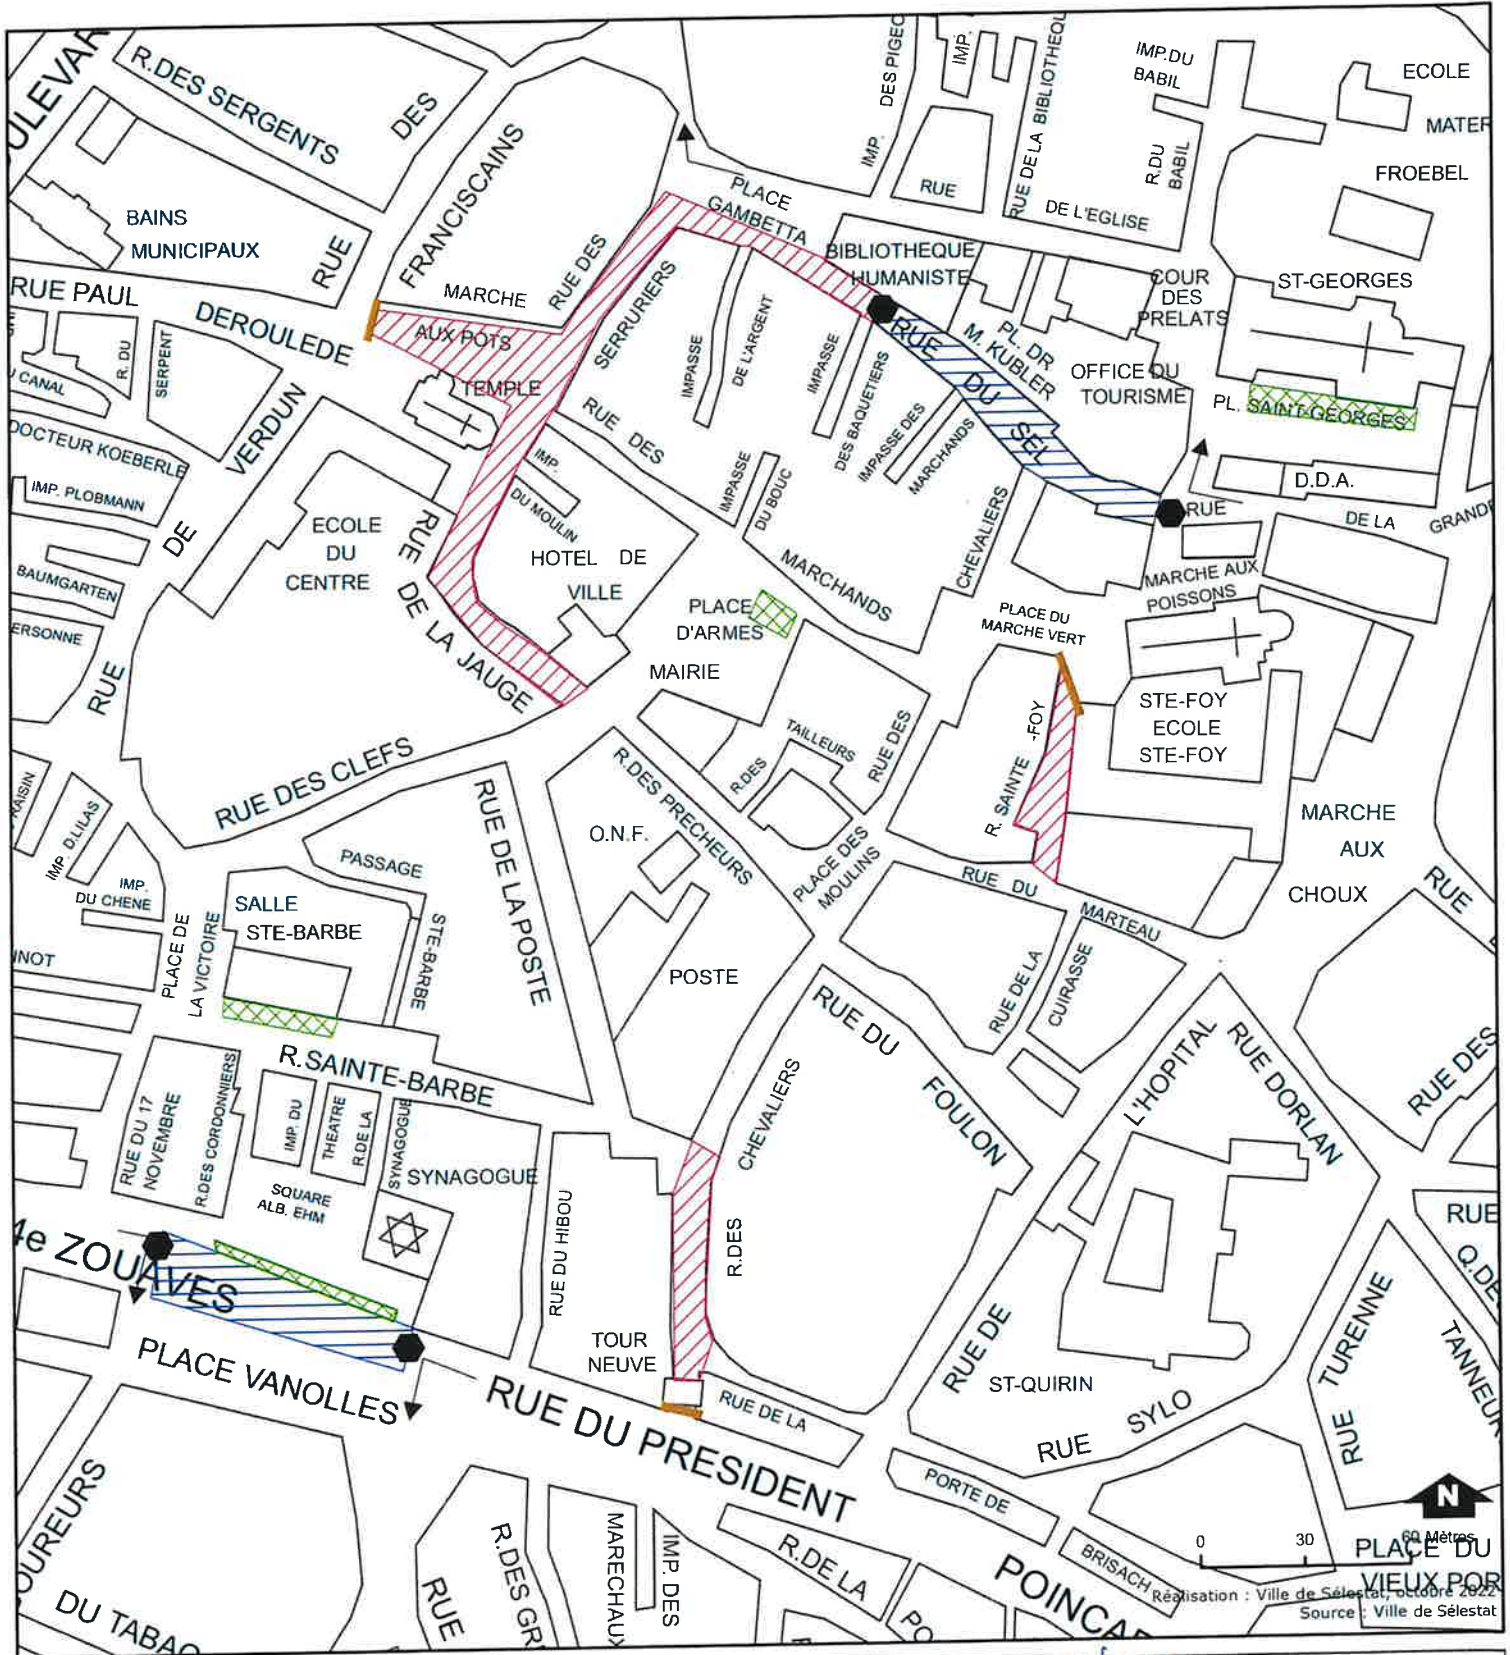 R.DES SERGENTS
DES
BAINS
MUNICIPAUX
RUE
FRANCISCAINS
RUE PAUL
DEROULEDE
MARCHE
AUX POTS
RUE DES
SERRURIERS
TEMPLE
PLACE
GAMBETTA
IMP.
DES PIGEO
IMP.
RUE
RUE DE LA BIBLIOTHEQU
IMP.DU
BABIL
R.DU
BABIL
DE L'EGLISE
ECOLE
MATER
FROEBEL
BIBLIOTHEQUE
HUMANISTE
COUR
DES
PRELATS
ST-GEORGES
PL. DR
M. KUBLER
OFFICE DU
TOURISME
PL. SAINT-GEORGES
RUE
DU
SEL
D.D.A.
RUE
DE LA
GRANDE
R. DU
SERPENT
CANAL
DOCTEUR KOEBERLE
IMP. PLOBMANN
BAUMGARTEN
ERSONNE
RUE
DE
VERDUN
ECOLE
DU
CENTRE
RUE
DE LA JAUGE
IMP.
DU MOULIN
HOTEL DE
VILLE
RUE DES
MARCHANDS
IMPASSE
DE L'ARGENT
IMPASSE
DES BAQUETIERS
IMPASSE DES
MARCHANDS
IMPASSE
DU BOUC
CHEVALIERS
MARCHE AUX
POISSONS
PLACE DU
MARCHE VERT
PLACE
D'ARMES
MAIRIE
STE-FOY
ECOLE
STE-FOY
R. SAINTE
-FOY
TAILLEURS
R.DES
RUE DES
RUE DES CLEFS
R.DES PRECHEURS
PLACE DES
MOULINS
O.N.F.
RUE DE LA POSTE
POSTE
MARCHE
AUX
CHOUX
RUE
RUE DU
MARTEAU
RAISIN
IMP. D.LILAS
IMP.
DU CHENE
PASSAGE
STE-BARBE
SALLE
STE-BARBE
PLACE DE
LA VICTOIRE
INOT
R.SAINTE-BARBE
RUE DU
FOULON
RUE DE LA
CUIRASSE
CHEVALIERS
R.DES
L'HOPITAL
RUE DE
RUE DORLAN
RUE DES
RUE DU 17
NOVEMBRE
R.DES CORDONNIERS
IMP. DU
THEATRE
R.DE LA
SYNAGOGUE
SYNAGOGUE
SQUARE
ALB. EHM
RUE DU HIBOU
4e ZOUAVES
PLACE VANOLLES
TOUR
NEUVE
RUE DE LA
PORTE DE
BRISACH
RUE DU PRESIDENT
POINCAR
ST-QUIRIN
RUE
SYLO
RUE
TURENNE
RUE
Q.DE
TANNEUR
OUREURS
DU TABAC
RUE
R.DES GR
MARECHAUX
IMP. DES
R.DE LA
PO
N
0
30
60 Mètres
PLACE DU
VIEUX POR
Réalisation : Ville de Sélestat, octobre 2022
Source : Ville de Sélestat